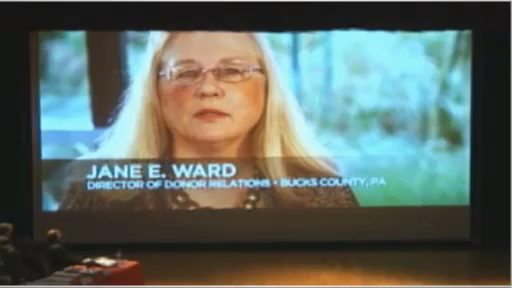 JANE E. WARD
DIRECTOR OF DONOR RELATIONS • BUCKS COUNTY, PA